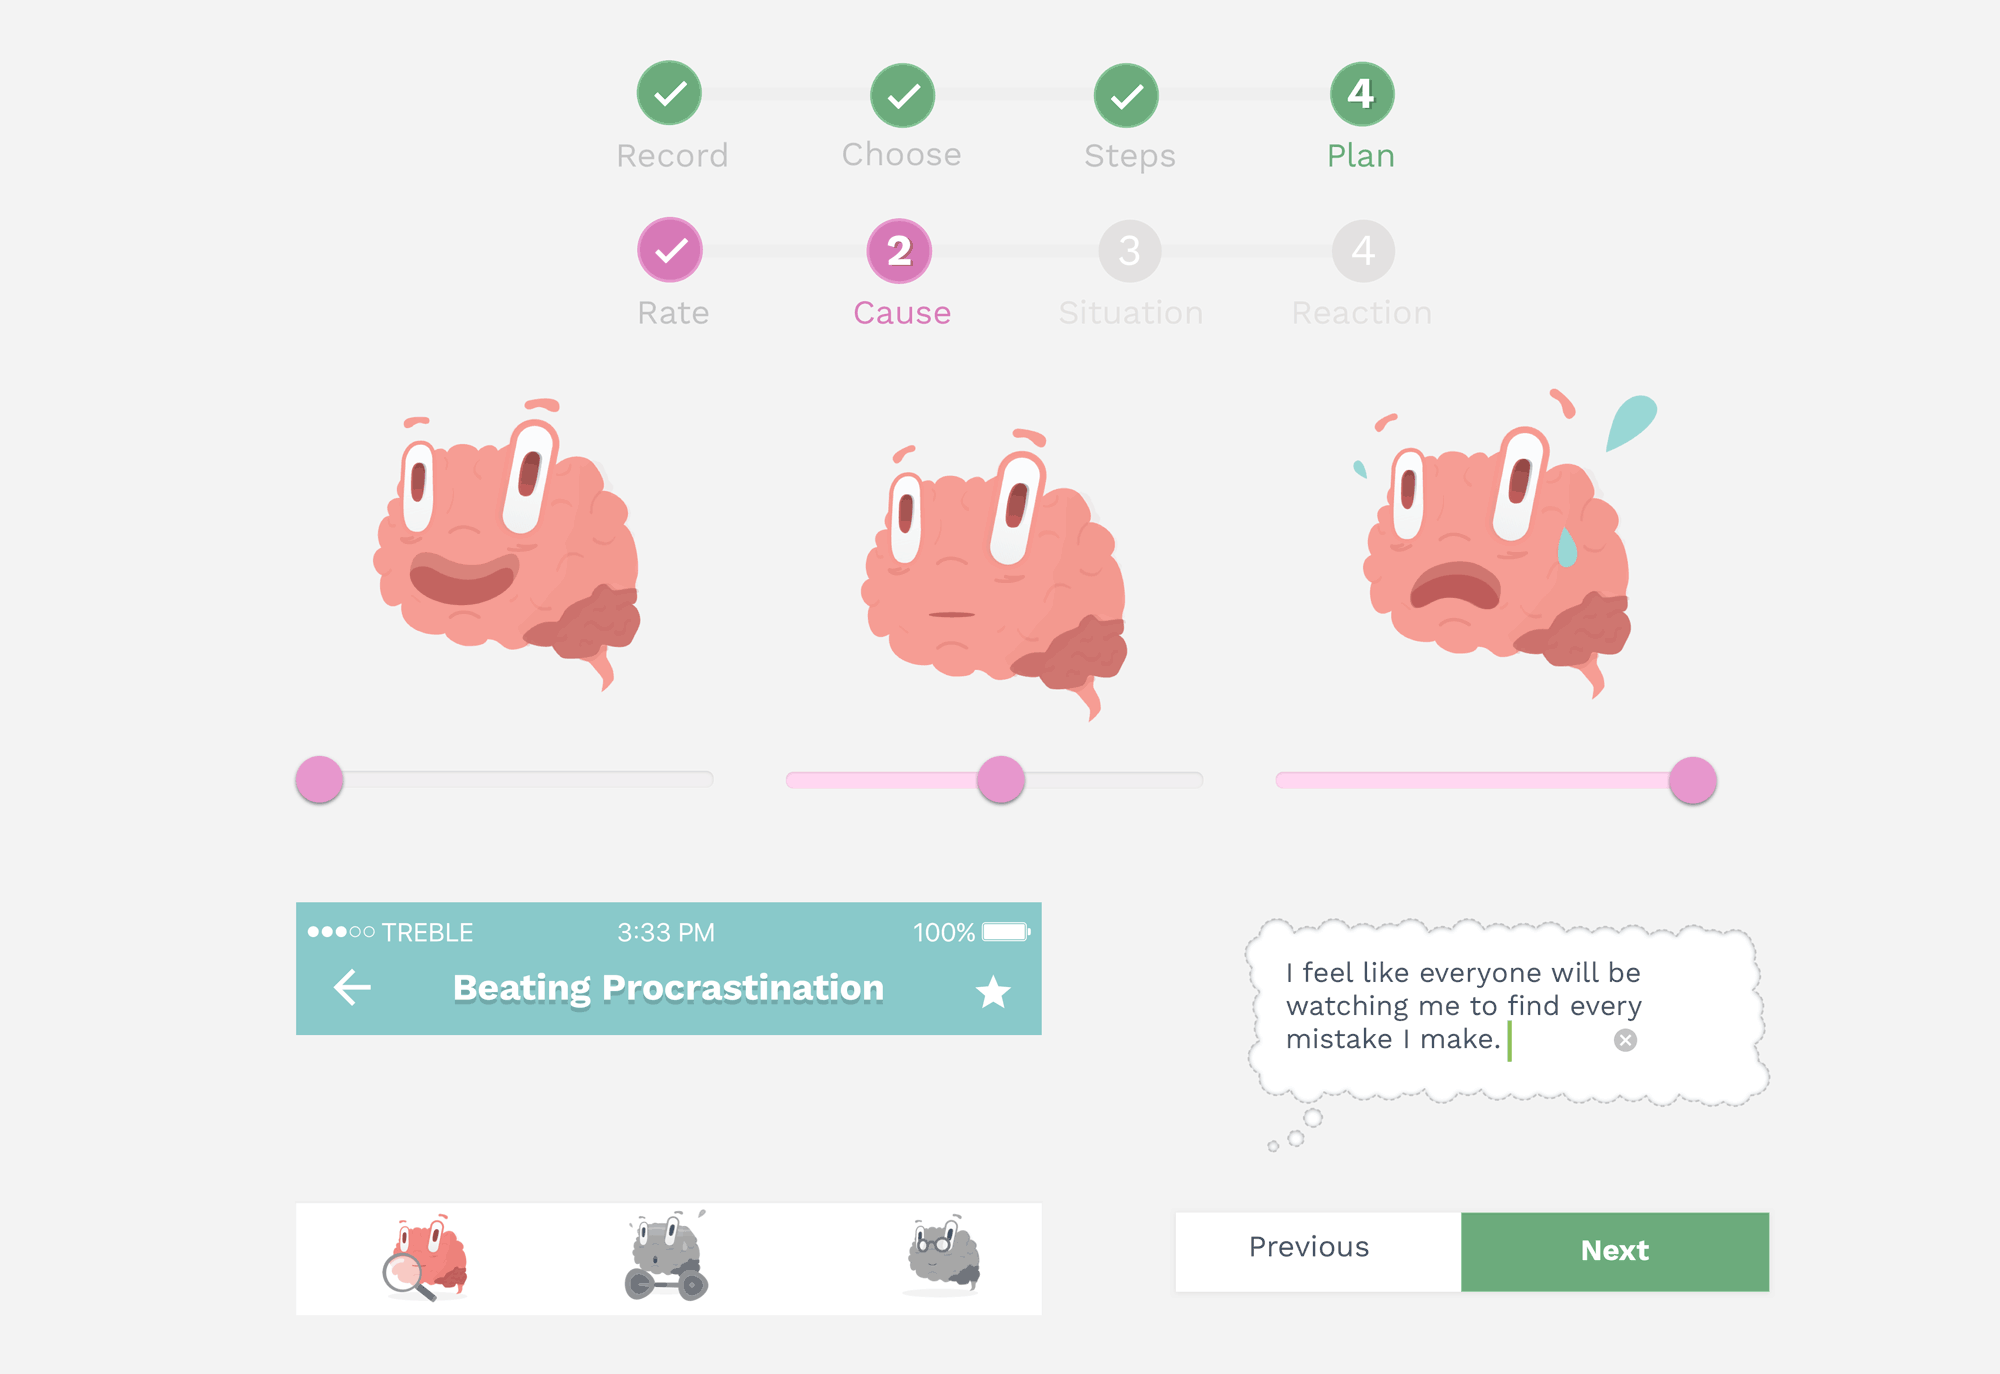 4
Record Choose Steps Plan
2 3 4
Rate Cause Situation Reaction
TREBLE 3:33 PM 100%
Beating Procrastination
I feel like everyone will be
watching me to find every
mistake I make.
Previous Next